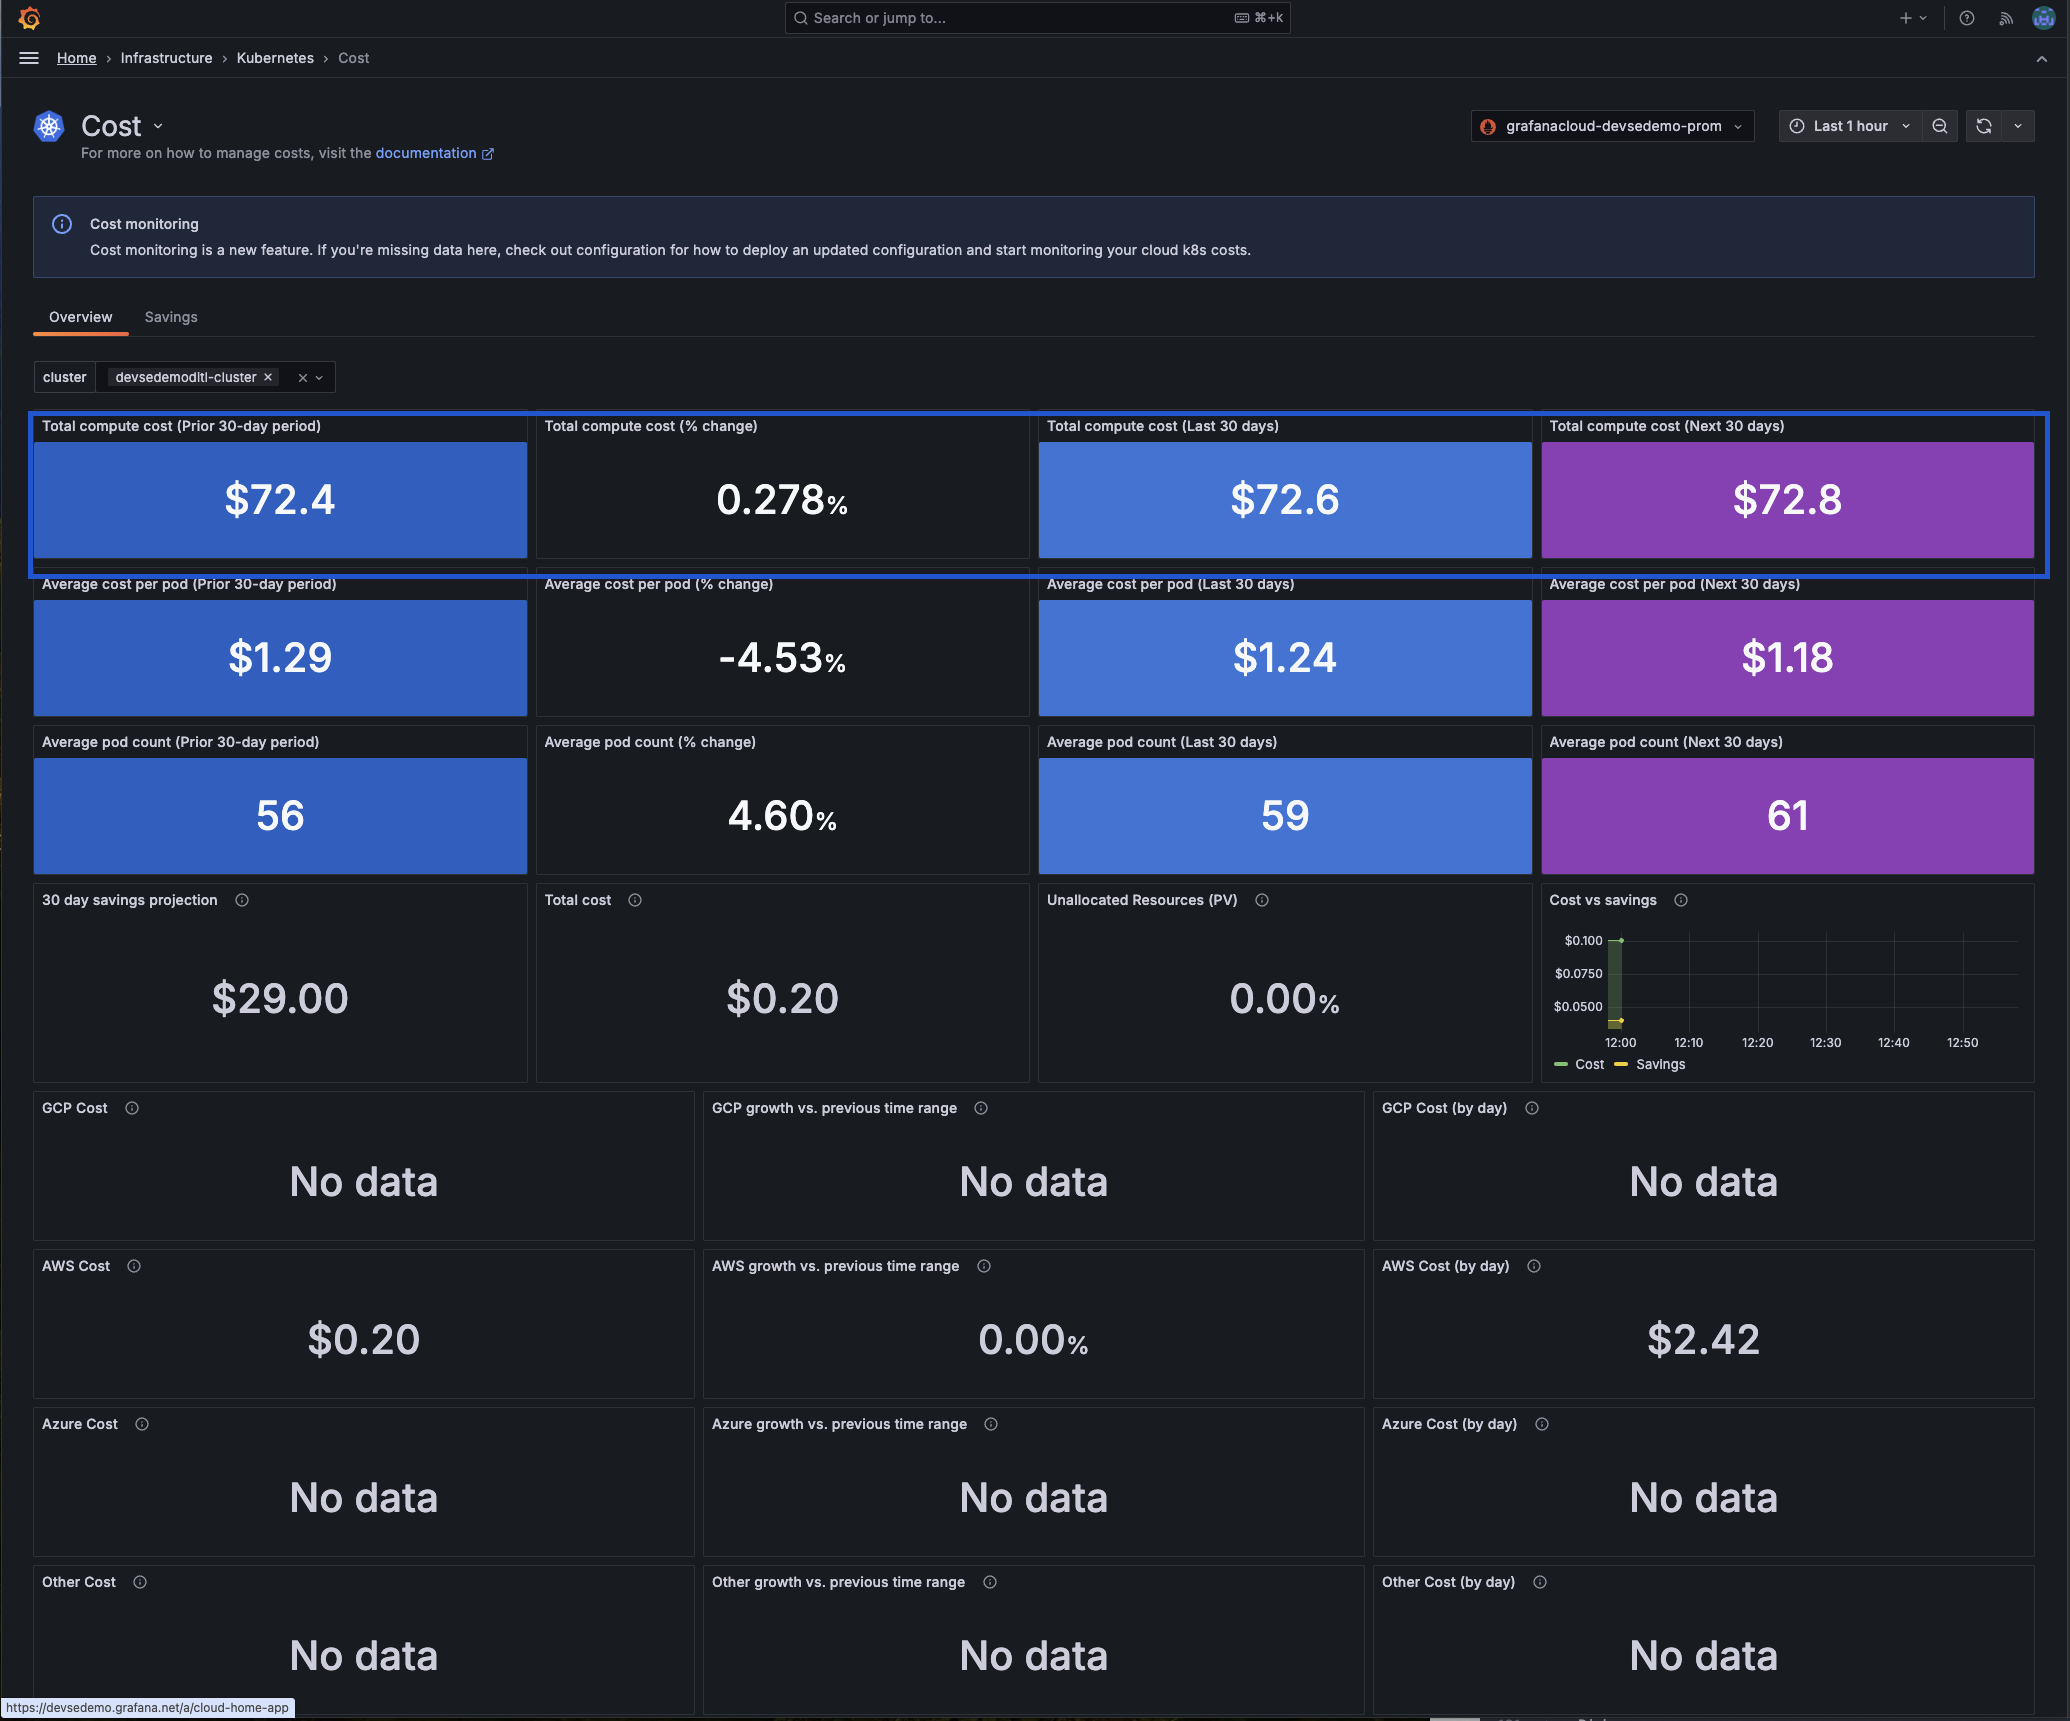 Search or jump to...
⌘+k
Home › Infrastructure › Kubernetes › Cost
Cost
For more on how to manage costs, visit the documentation
grafanacloud-devsedemo-prom
Last 1 hour
Cost monitoring
Cost monitoring is a new feature. If you're missing data here, check out configuration for how to deploy an updated configuration and start monitoring your cloud k8s costs.
Overview
Savings
cluster
devsedemoditl-cluster
Total compute cost (Prior 30-day period)
$72.4
Total compute cost (% change)
0.278%
Total compute cost (Last 30 days)
$72.6
Total compute cost (Next 30 days)
$72.8
Average cost per pod (Prior 30-day period)
$1.29
Average cost per pod (% change)
-4.53%
Average cost per pod (Last 30 days)
$1.24
Average cost per pod (Next 30 days)
$1.18
Average pod count (Prior 30-day period)
56
Average pod count (% change)
4.60%
Average pod count (Last 30 days)
59
Average pod count (Next 30 days)
61
30 day savings projection
$29.00
Total cost
$0.20
Unallocated Resources (PV)
0.00%
Cost vs savings
$0.100
$0.0750
$0.0500
12:00
12:10
12:20
12:30
12:40
12:50
Cost
Savings
GCP Cost
No data
GCP growth vs. previous time range
No data
GCP Cost (by day)
No data
AWS Cost
$0.20
AWS growth vs. previous time range
0.00%
AWS Cost (by day)
$2.42
Azure Cost
No data
Azure growth vs. previous time range
No data
Azure Cost (by day)
No data
Other Cost
No data
Other growth vs. previous time range
No data
Other Cost (by day)
No data
https://devsedemo.grafana.net/a/cloud-home-app